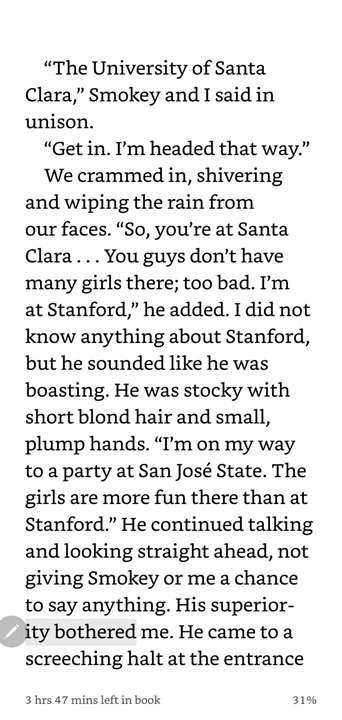 “The University of Santa
Clara,” Smokey and I said in
unison.
“Get in. I’m headed that way.”
We crammed in, shivering
and wiping the rain from
our faces. “So, you’re at Santa
Clara . . . You guys don’t have
many girls there; too bad. I’m
at Stanford,” he added. I did not
know anything about Stanford,
but he sounded like he was
boasting. He was stocky with
short blond hair and small,
plump hands. “I’m on my way
to a party at San José State. The
girls are more fun there than at
Stanford.” He continued talking
and looking straight ahead, not
giving Smokey or me a chance
to say anything. His superior-
ity bothered me. He came to a
screeching halt at the entrance
3 hrs 47 mins left in book 31%